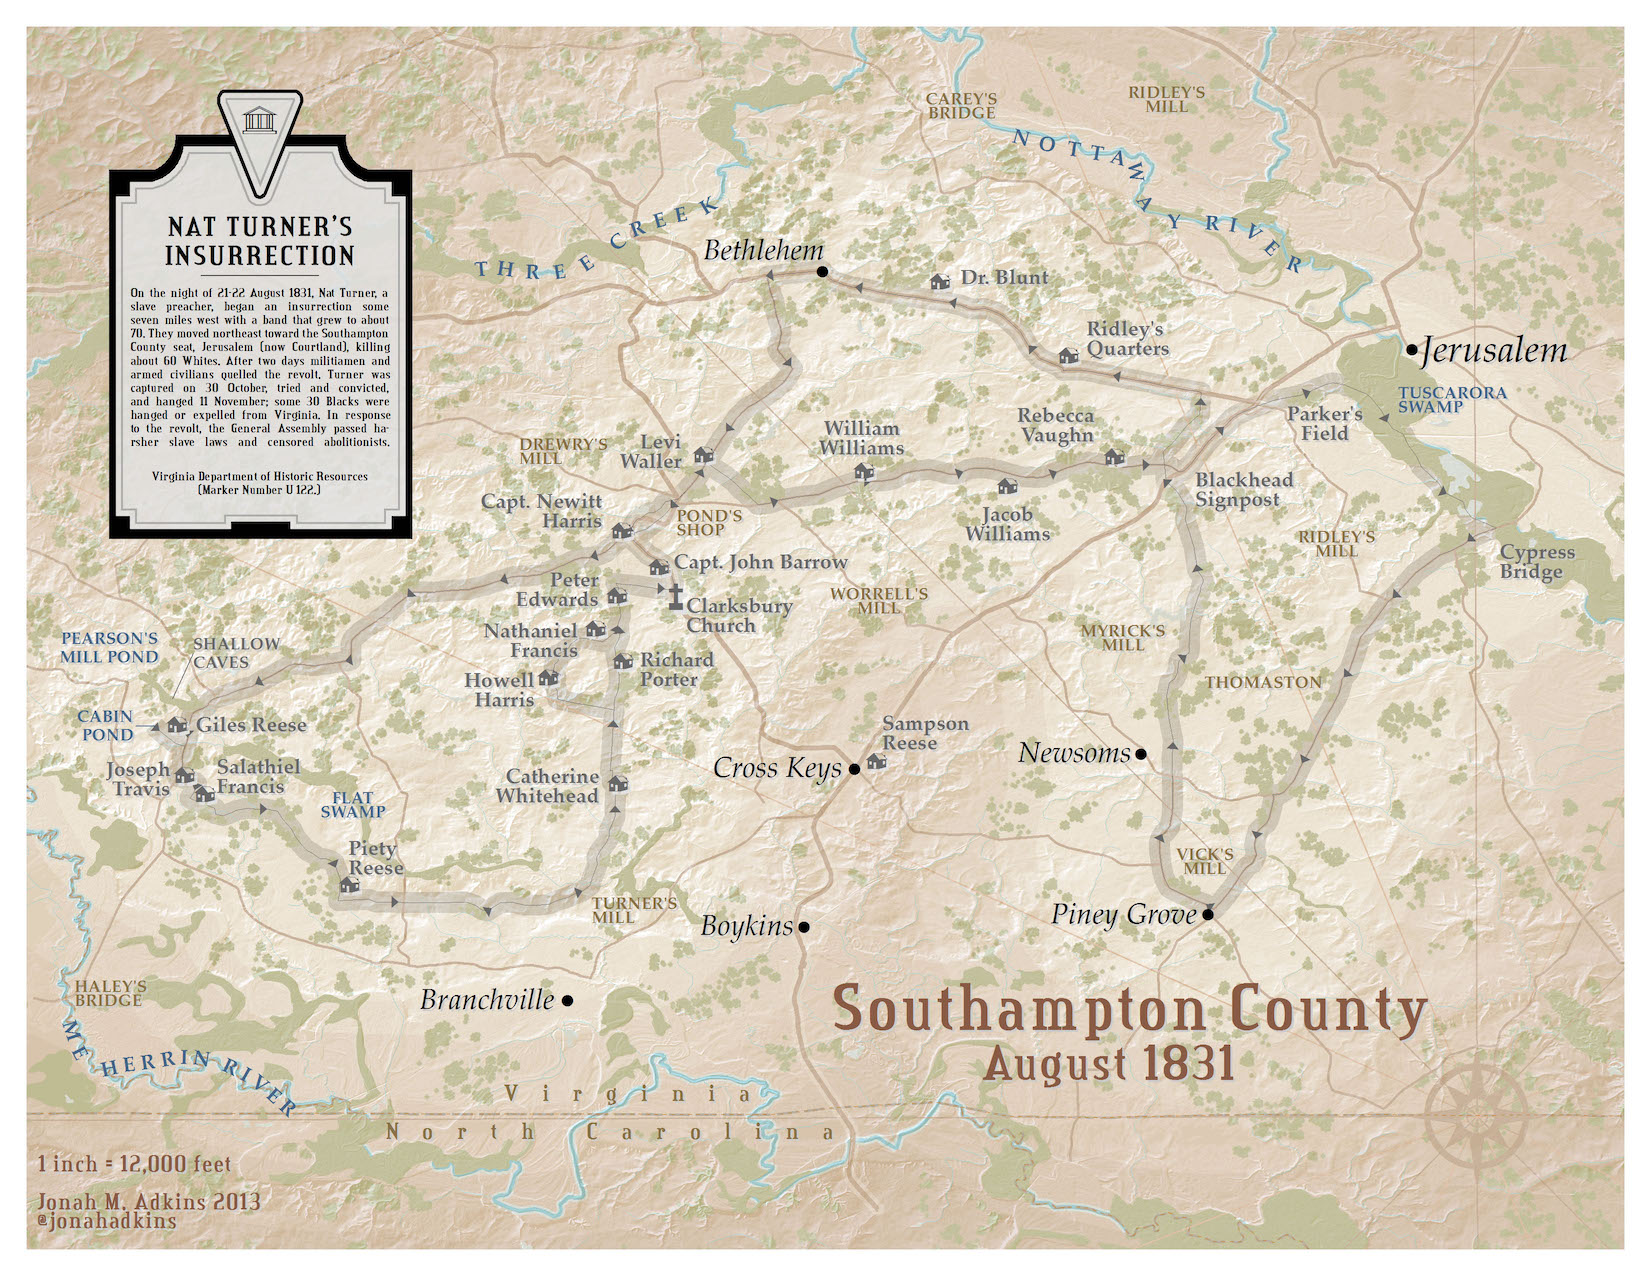 NAT TURNER'S
INSURRECTION
On the night of 21-22 August 1831, Nat Turner, a
slave preacher, began an insurrection some
seven miles west with a band that grew to about
70. They moved northeast toward the Southampton
County seat, Jerusalem (now Courtland), killing
about 60 Whites. After two days militiamen and
armed civilians quelled the revolt. Turner was
captured on 30 October, tried and convicted,
and hanged 11 November; some 30 Blacks were
hanged or expelled from Virginia. In response
to the revolt, the General Assembly passed ha-
rsher slave laws and censored abolitionists.
Virginia Department of Historic Resources
(Marker Number U 122.)
CAREY'S
BRIDGE
RIDLEY'S
MILL
NOTTAWAY RIVER
THREE CREEK
Bethlehem
Dr. Blunt
Ridley's
Quarters
Jerusalem
TUSCARORA
SWAMP
Parker's
Field
Rebecca
Vaughn
William
Williams
DREWRY'S
MILL
Levi
Waller
Blackhead
Signpost
Capt. Newitt
Harris
POND'S
SHOP
Jacob
Williams
RIDLEY'S
MILL
Cypress
Bridge
Capt. John Barrow
Peter
Edwards
Clarksbury
Church
WORRELL'S
MILL
Nathaniel
Francis
MYRICK'S
MILL
PEARSON'S
MILL POND
SHALLOW
CAVES
Richard
Porter
Howell
Harris
THOMASTON
CABIN
POND
Giles Reese
Sampson
Reese
Newsoms
Cross Keys
Joseph
Travis
Salathiel
Francis
Catherine
Whitehead
FLAT
SWAMP
Piety
Reese
VICK'S
MILL
TURNER'S
MILL
Piney Grove
Boykins
HALEY'S
BRIDGE
Branchville
Southampton County
August 1831
MEHERRIN RIVER
Virginia
North Carolina
1 inch = 12,000 feet
Jonah M. Adkins 2013
@jonahadkins